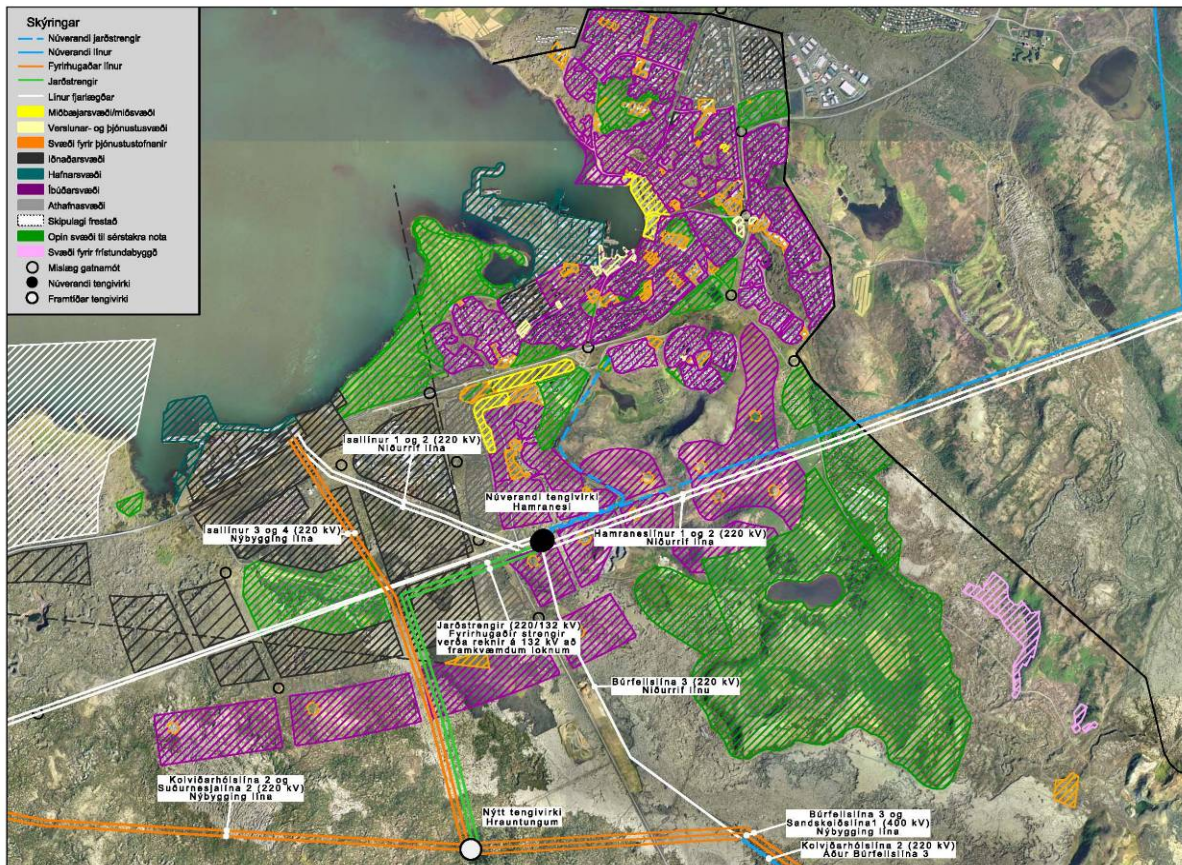 Skýringar
Núverandi jarðstrengir
Núverandi línur
Fyrirhugaðar línur
Jarðstrengir
Línur fjarlægðar
Miðbæjarsvæði/miðsvæði
Verslunar- og þjónustusvæði
Svæði fyrir þjónustustofnanir
Iðnaðarsvæði
Hafnarsvæði
Íbúðarsvæði
Athafnasvæði
Skipulagi frestað
Opin svæði til sérstakra nota
Svæði fyrir frístundabyggð
Mislæg gatnamót
Núverandi tengivirki
Framtíðar tengivirki
Ísallínur 1 og 2 (220 kV)
Niðurrif lína
Núverandi tengivirki
Hamranesi
Ísallínur 3 og 4 (220 kV)
Nýbygging lína
Hamraneslínur 1 og 2 (220 kV)
Niðurrif lína
Jarðstrengir (220/132 kV)
Fyrirhugaðir strengir
verða reknir á 132 kV að
framkvæmdum loknum
Búrfellslína 3 (220 kV)
Niðurrif línu
Kolviðarhólslína 2 og
Suðurnesjalína 2 (220 kV)
Nýbygging lína
Nýtt tengivirki
Hrauntungum
Búrfellslína 3 og
Sandskeiðslína1 (400 kV)
Nýbygging lína
Kolviðarhólslína 2 (220 kV)
Áður Búrfellslína 3